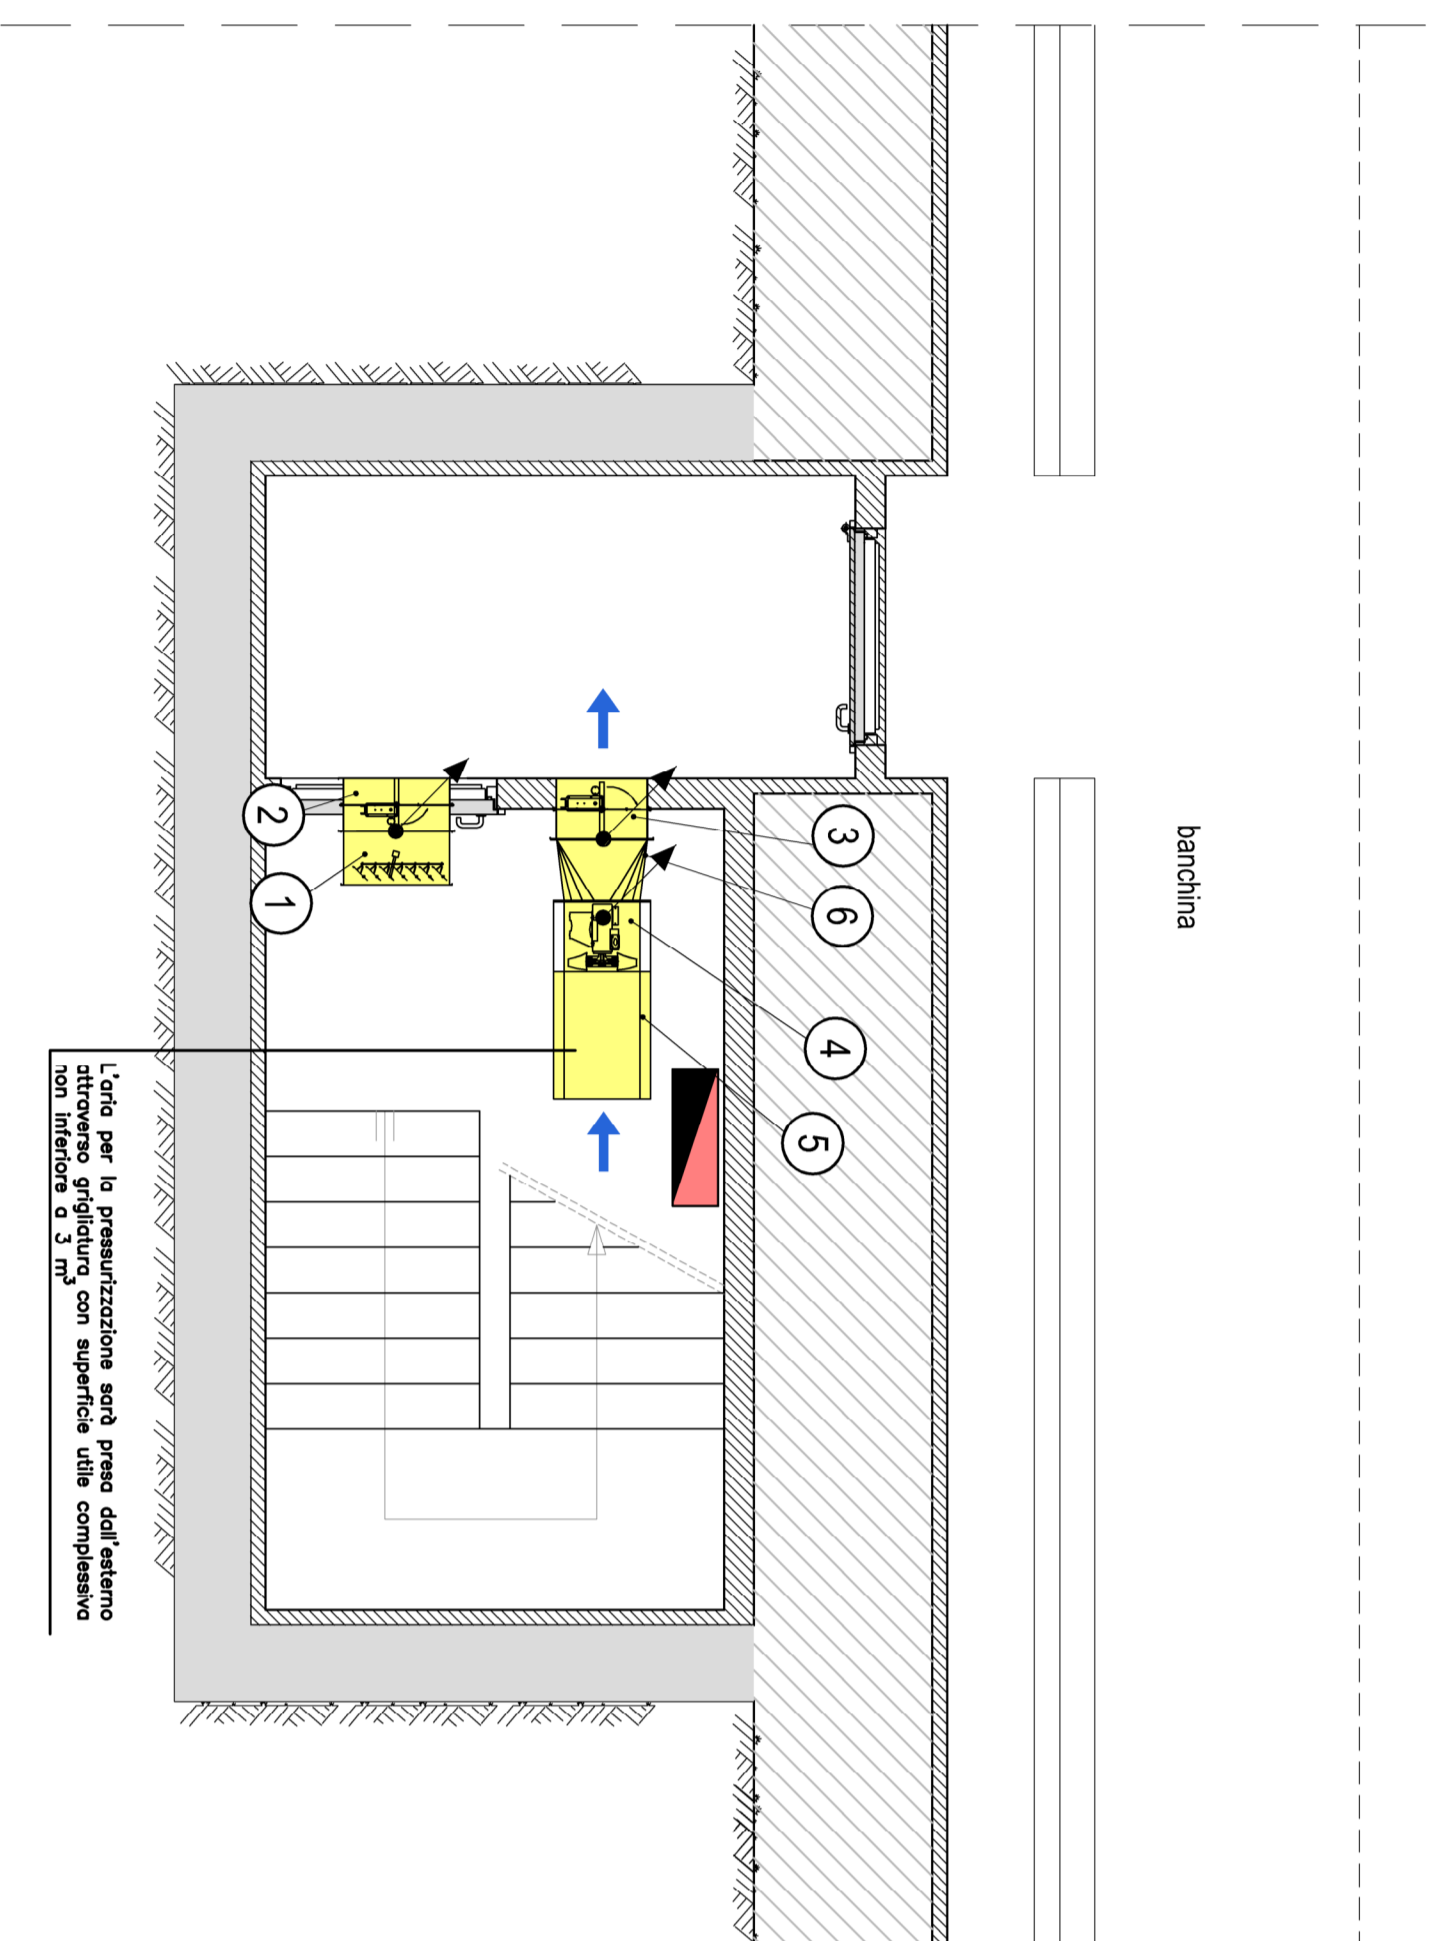 banchina
3
6
4
5
2
1
L'aria per la pressurizzazione sarà presa dall'esterno
attraverso grigliatura con superficie utile complessiva
non inferiore a 3 m³